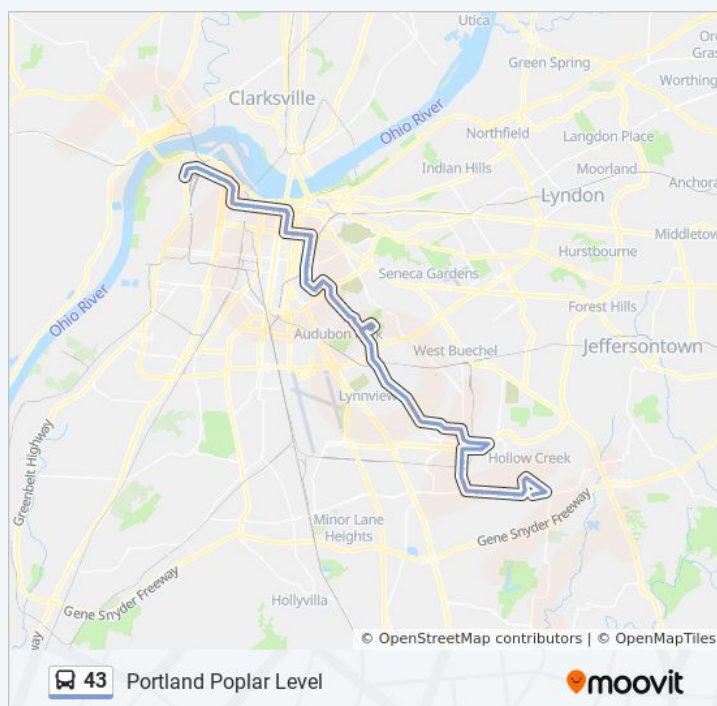 Utica
Green Spring
Worthing
Clarksville
Ohio River
Northfield
Langdon Place
Indian Hills
Moorland
Anchora
Lyndon
Middletow
Hurstbourne
Seneca Gardens
Ohio River
Forest Hills
Audubon
West Buechel
Jeffersontown
Lynnview
Greenbelt Highway
Hollow Creek
Minor Lane
Heights
Gene Snyder Freeway
Gene Snyder Freeway
Hollyvilla
© OpenStreetMap contributors | © OpenMapTiles
43 Portland Poplar Level
moovit